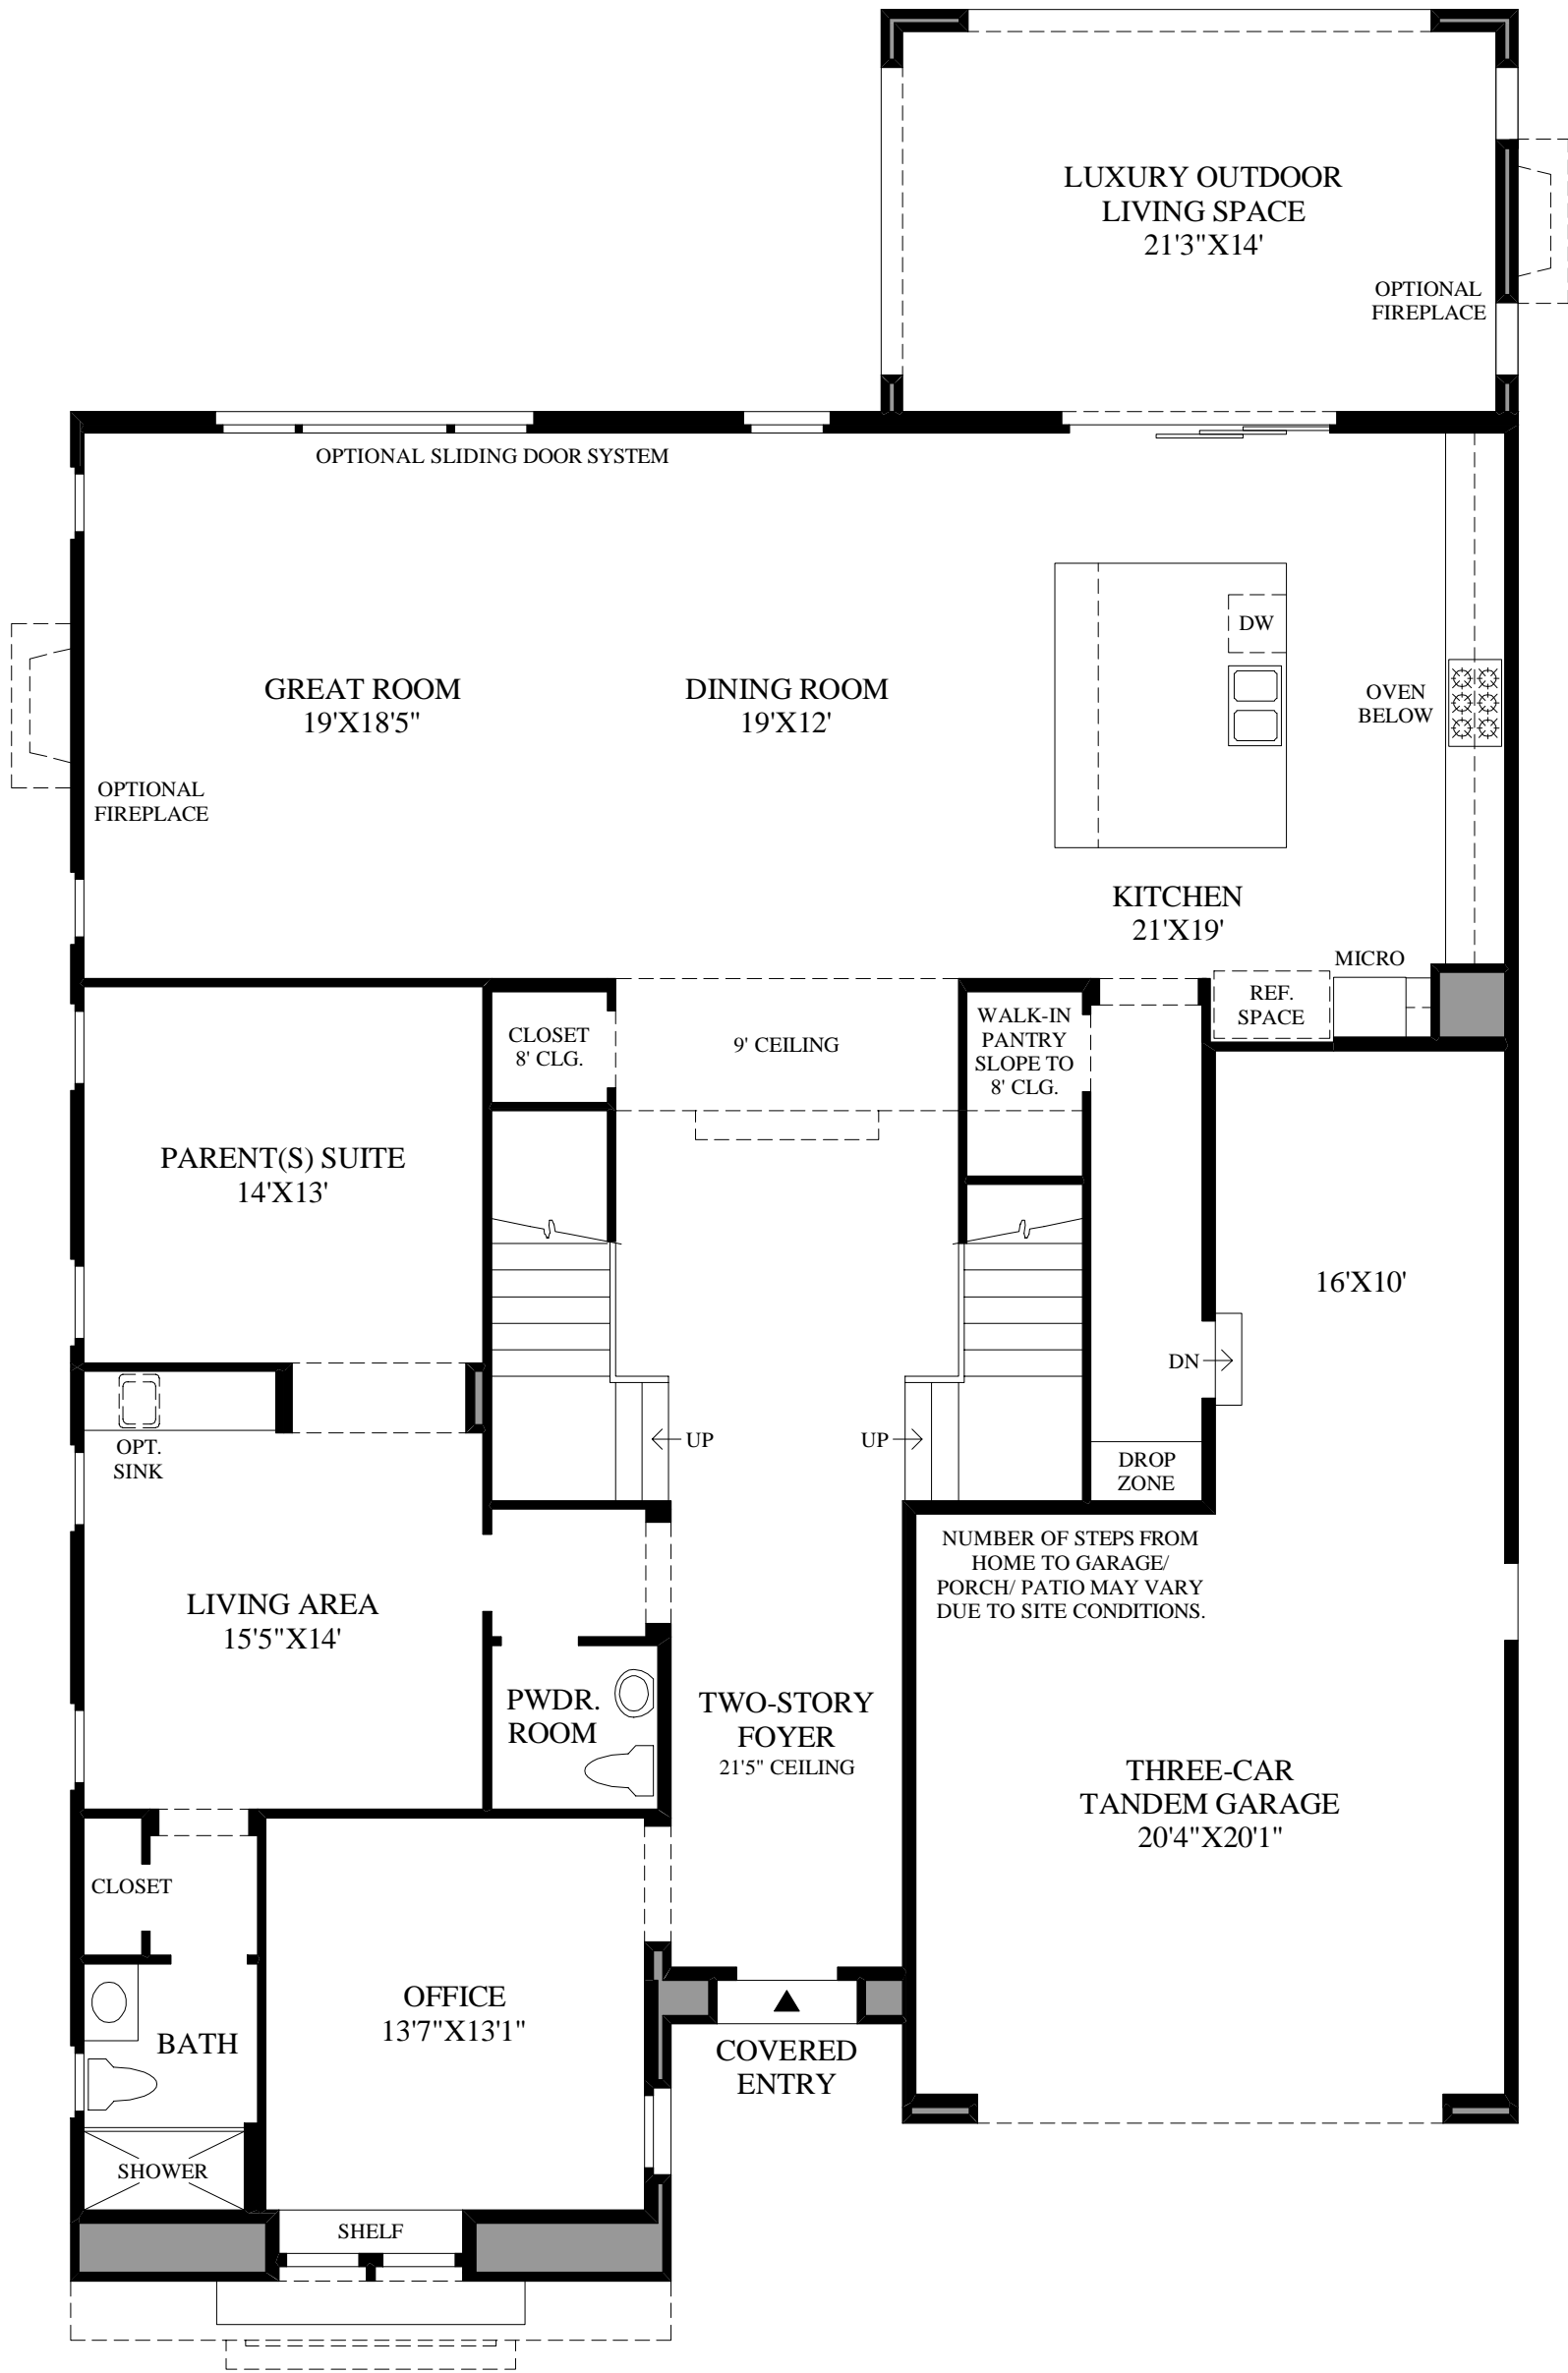 LUXURY OUTDOOR
LIVING SPACE
21'3"X14'
OPTIONAL
FIREPLACE
OPTIONAL SLIDING DOOR SYSTEM
GREAT ROOM
19'X18'5"
DINING ROOM
19'X12'
DW
OVEN
BELOW
OPTIONAL
FIREPLACE
KITCHEN
21'X19'
MICRO
REF.
SPACE
CLOSET
8' CLG.
9' CEILING
WALK-IN
PANTRY
SLOPE TO
8' CLG.
PARENT(S) SUITE
14'X13'
16'X10'
DN
UP
UP
OPT.
SINK
DROP
ZONE
NUMBER OF STEPS FROM
HOME TO GARAGE/
PORCH/ PATIO MAY VARY
DUE TO SITE CONDITIONS.
LIVING AREA
15'5"X14'
PWDR.
ROOM
TWO-STORY
FOYER
21'5" CEILING
THREE-CAR
TANDEM GARAGE
20'4"X20'1"
CLOSET
OFFICE
13'7"X13'1"
BATH
COVERED
ENTRY
SHOWER
SHELF